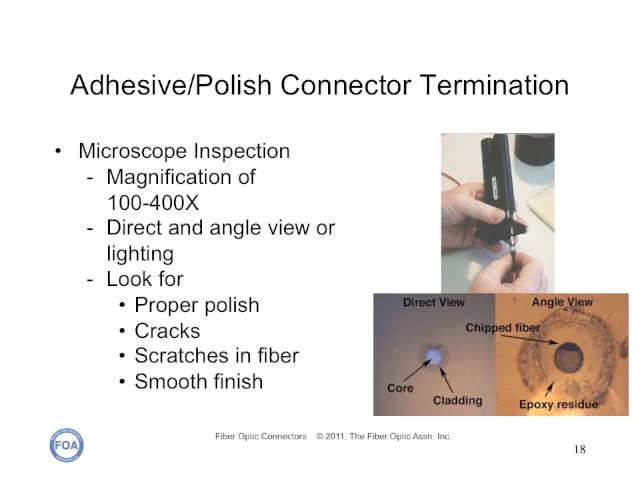 Adhesive/Polish Connector Termination
• Microscope Inspection
- Magnification of
100-400X
- Direct and angle view or
lighting
- Look for
• Proper polish
• Cracks
• Scratches in fiber
• Smooth finish
Direct View
Angle View
Chipped fiber
Core
Cladding
Epoxy residue
FOA
Fiber Optic Connectors © 2011, The Fiber Optic Assn. Inc.
18